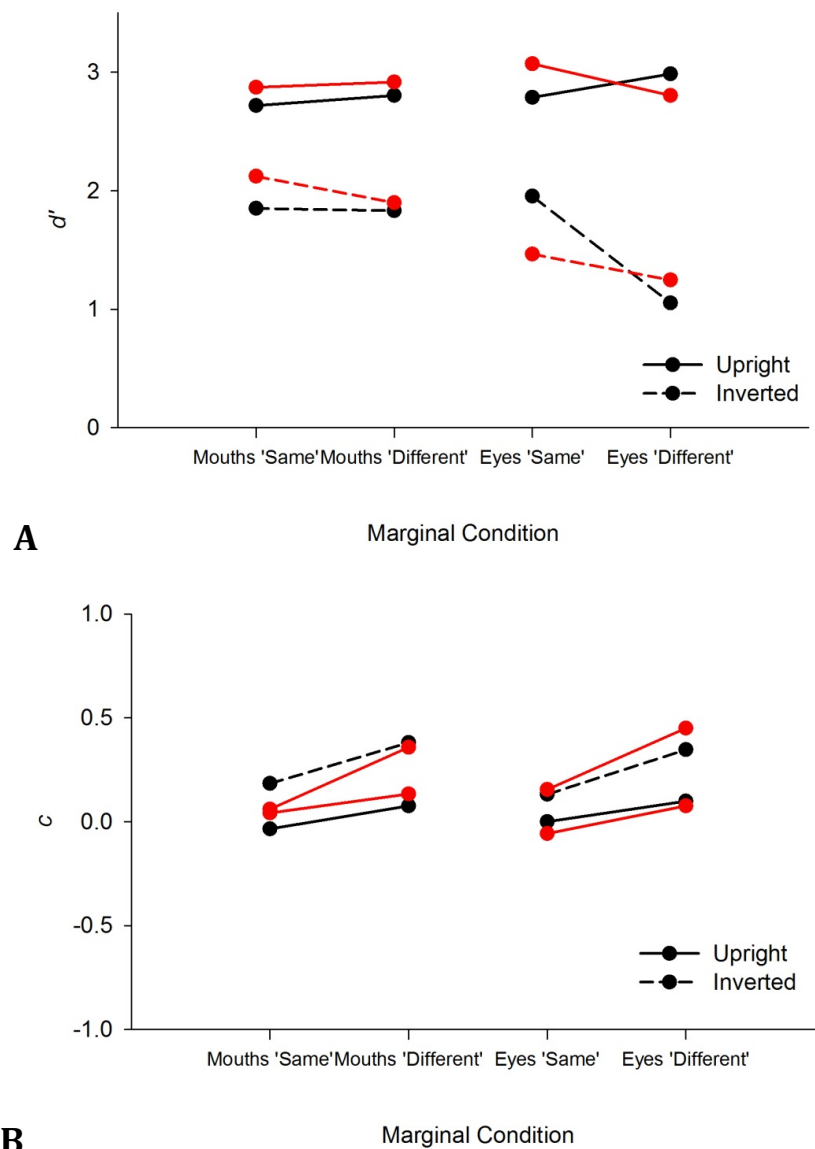 3
2
d'
1
Upright
Inverted
0
Mouths 'Same' Mouths 'Different' Eyes 'Same' Eyes 'Different'
A Marginal Condition
1.0
0.5
c 0.0
-0.5
Upright
Inverted
-1.0
Mouths 'Same' Mouths 'Different' Eyes 'Same' Eyes 'Different'
B Marginal Condition